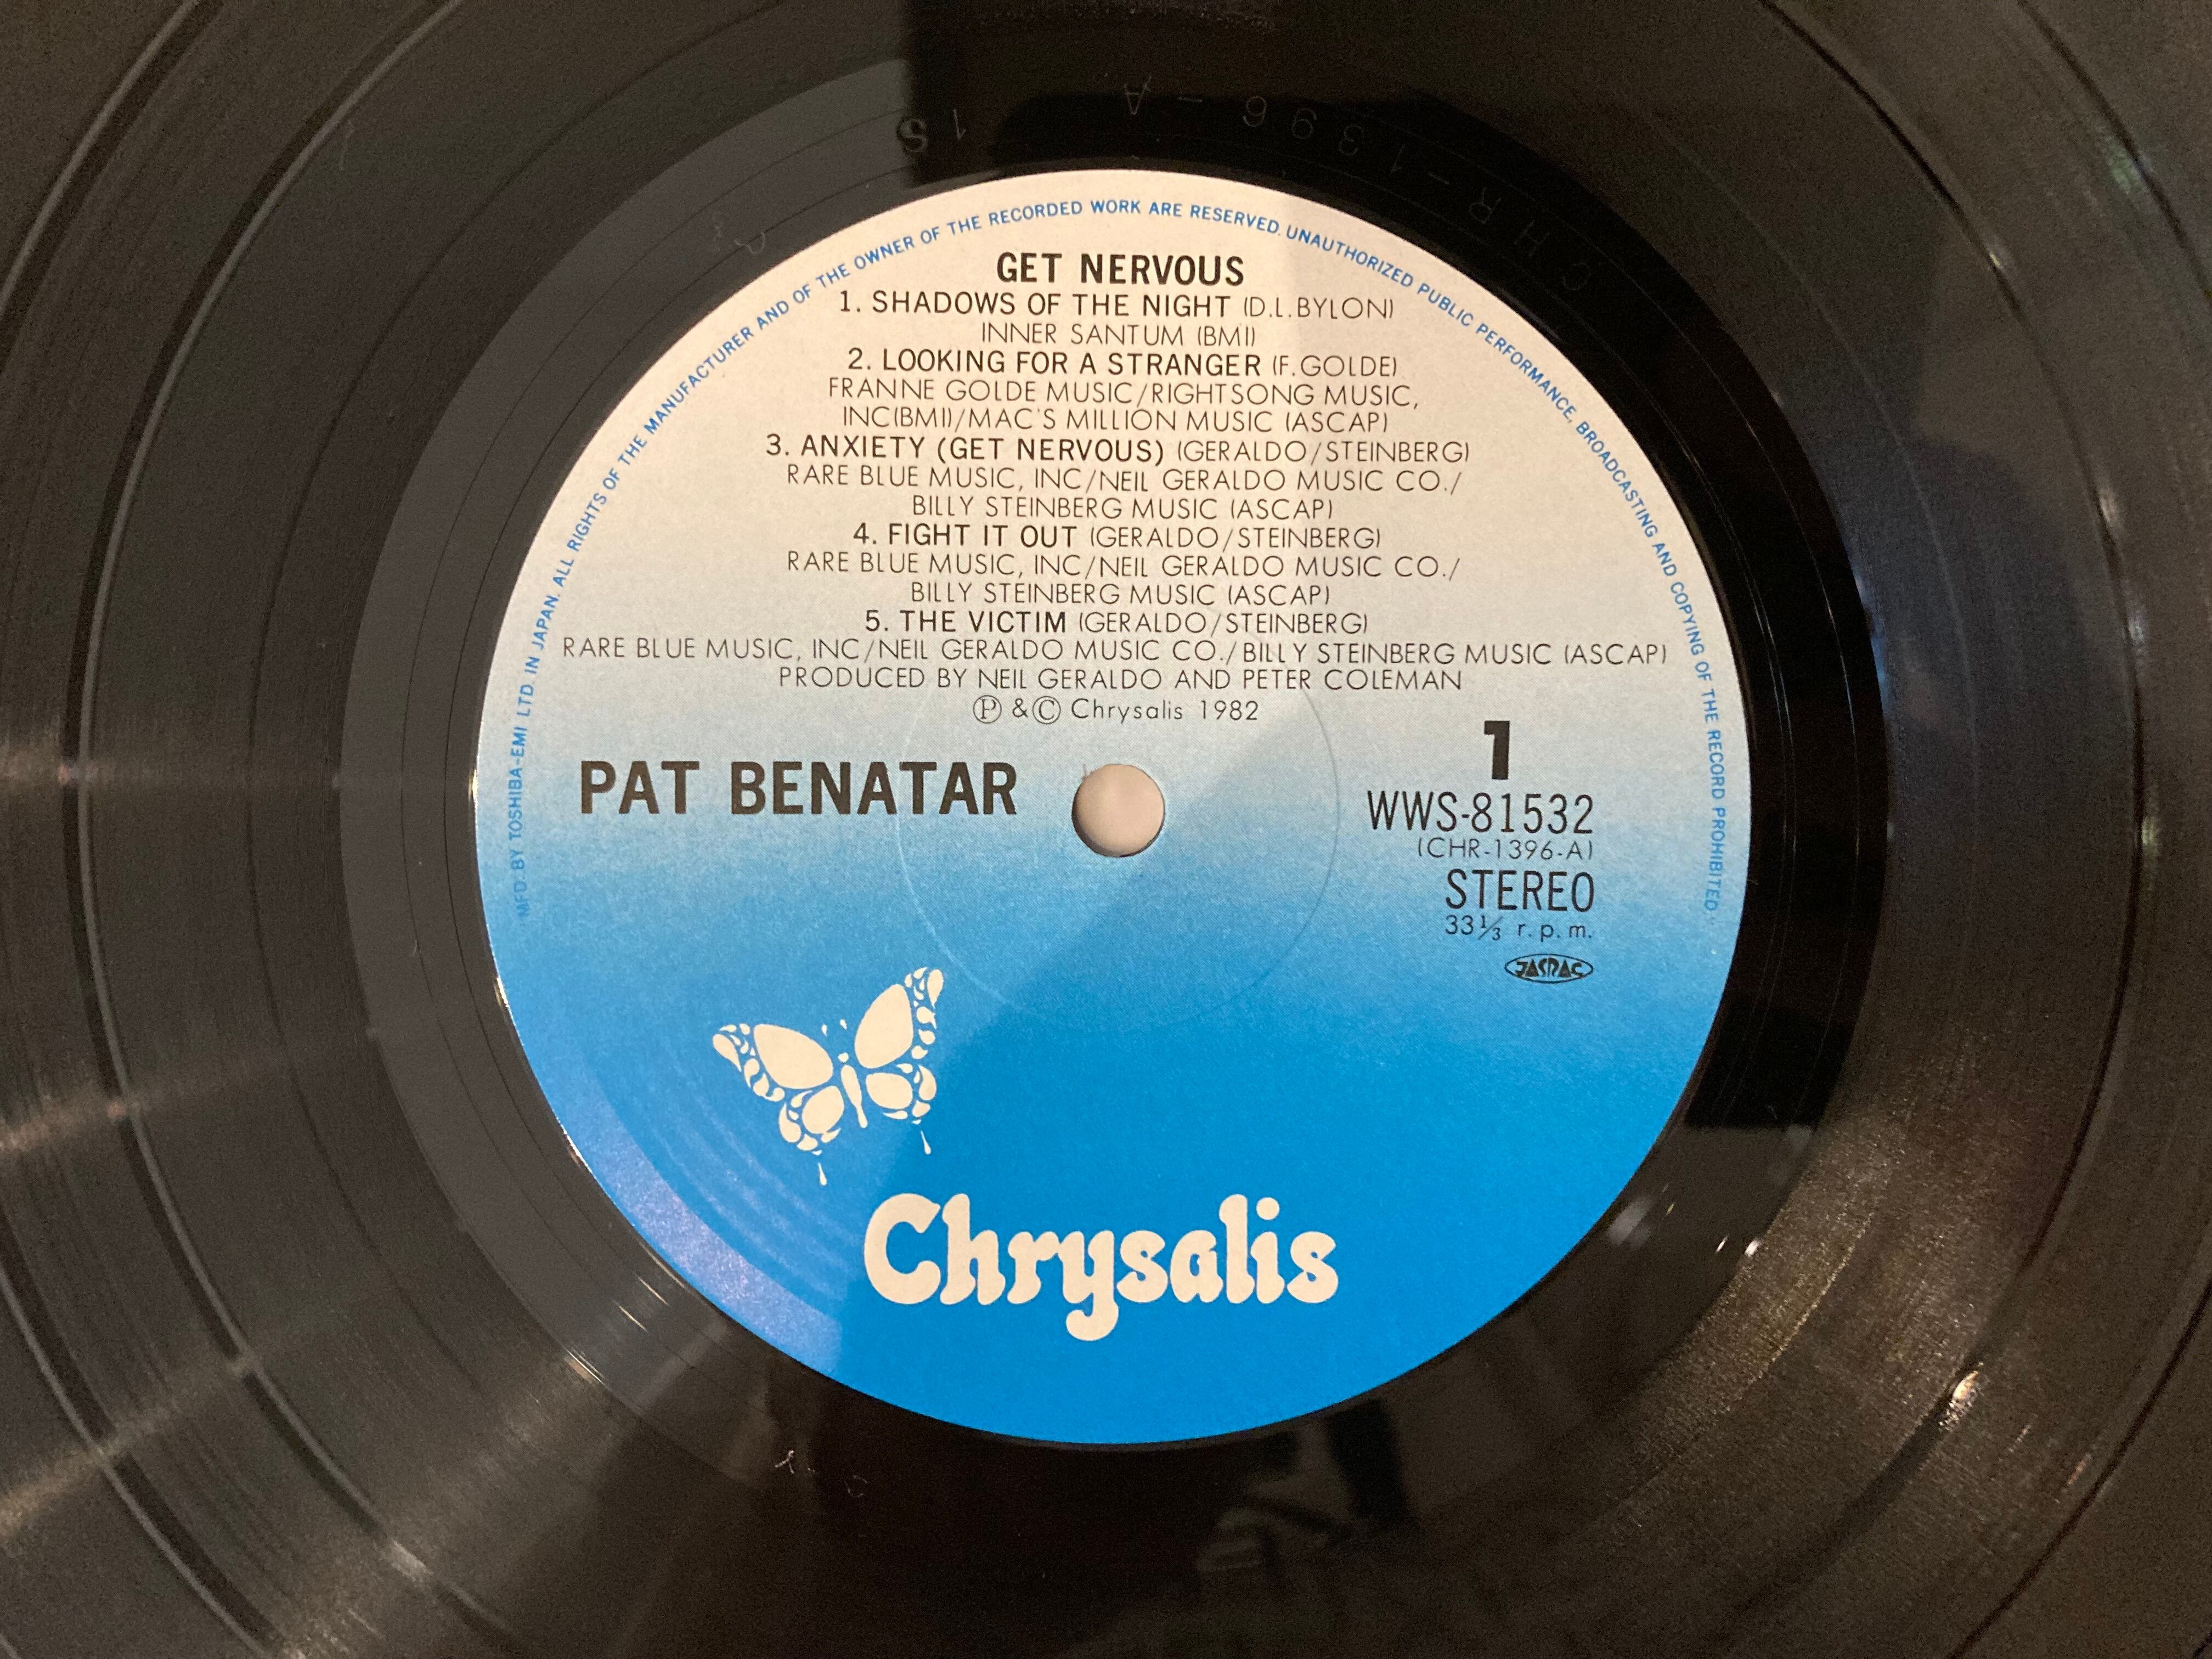 MFD. BY TOSHIBA-EMI LTD. IN JAPAN. ALL RIGHTS OF THE MANUFACTURER AND OF THE OWNER OF THE RECORDED WORK ARE RESERVED. UNAUTHORIZED PUBLIC PERFORMANCE, BROADCASTING AND COPYING OF THE RECORD PROHIBITED.
GET NERVOUS
1. SHADOWS OF THE NIGHT (D.L.BYLON)
INNER SANTUM (BMI)
2. LOOKING FOR A STRANGER (F.GOLDE)
FRANNE GOLDE MUSIC/RIGHTSONG MUSIC,
INC(BMI)/MAC'S MILLION MUSIC (ASCAP)
3. ANXIETY (GET NERVOUS) (GERALDO/STEINBERG)
RARE BLUE MUSIC, INC/NEIL GERALDO MUSIC CO./
BILLY STEINBERG MUSIC (ASCAP)
4. FIGHT IT OUT (GERALDO/STEINBERG)
RARE BLUE MUSIC, INC/NEIL GERALDO MUSIC CO./
BILLY STEINBERG MUSIC (ASCAP)
5. THE VICTIM (GERALDO/STEINBERG)
RARE BLUE MUSIC, INC/NEIL GERALDO MUSIC CO./BILLY STEINBERG MUSIC (ASCAP)
PRODUCED BY NEIL GERALDO AND PETER COLEMAN
Ⓟ &Ⓒ Chrysalis 1982
PAT BENATAR
1
WWS-81532
(CHR-1396-A)
STEREO
33⅓ r.p.m.
JASRAC
Chrysalis
CHR-1396-A 1S